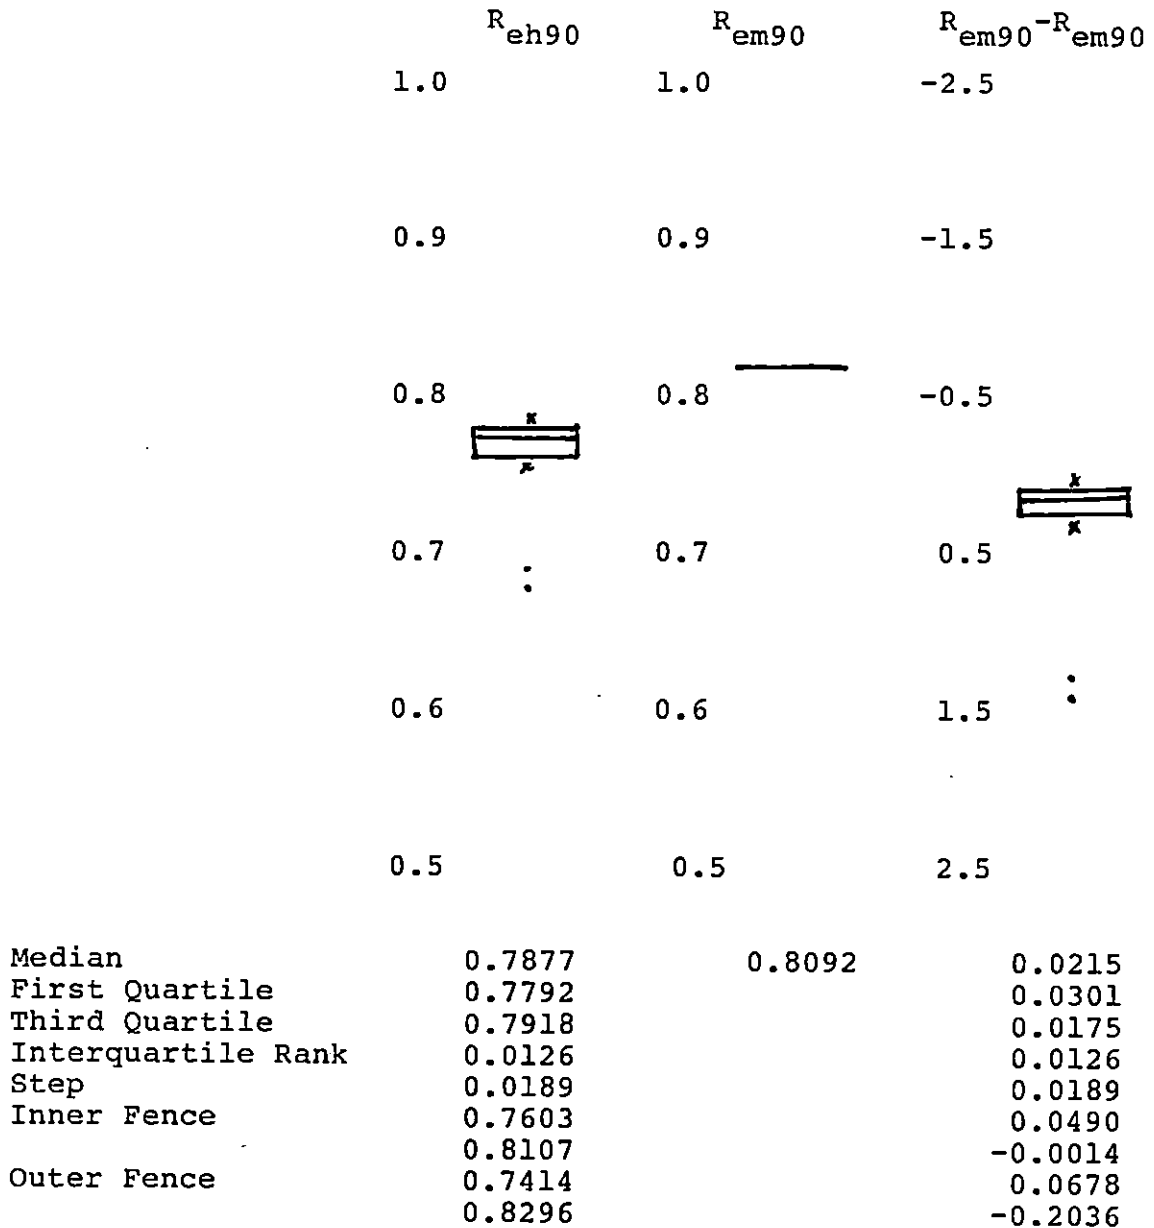 R eh90 R em90 R em90 -R em90
1.0 1.0 -2.5
0.9 0.9 -1.5
0.8 0.8 -0.5
0.7 0.7 0.5
0.6 0.6 1.5
0.5 0.5 2.5
Median 0.7877 0.8092 0.0215
First Quartile 0.7792 0.0301
Third Quartile 0.7918 0.0175
Interquartile Rank 0.0126 0.0126
Step 0.0189 0.0189
Inner Fence 0.7603 0.0490
0.8107 -0.0014
Outer Fence 0.7414 0.0678
0.8296 -0.2036